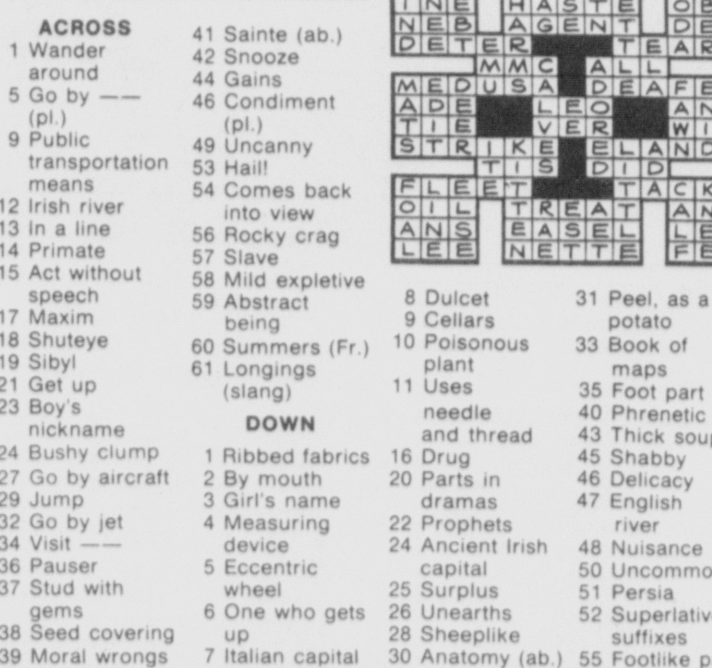 ACROSS
1 Wander
around
5 Go by ——
(pl.)
9 Public
transportation
means
12 Irish river
13 In a line
14 Primate
15 Act without
speech
17 Maxim
18 Shuteye
19 Sibyl
21 Get up
23 Boy's
nickname
24 Bushy clump
27 Go by aircraft
29 Jump
32 Go by jet
34 Visit ——
36 Pauser
37 Stud with
gems
38 Seed covering
39 Moral wrongs
41 Sainte (ab.)
42 Snooze
44 Gains
46 Condiment
(pl.)
49 Uncanny
53 Hail!
54 Comes back
into view
56 Rocky crag
57 Slave
58 Mild expletive
59 Abstract
being
60 Summers (Fr.)
61 Longings
(slang)
DOWN
1 Ribbed fabrics
2 By mouth
3 Girl's name
4 Measuring
device
5 Eccentric
wheel
6 One who gets
up
7 Italian capital
INE HASTE OB
NEB AGENT DE
DETER TEAR
MMC ALL
MEDUSA DEAFE
ADE LEO AN
TIE VER WI
STRIKE ELAND
TIS DID
FLEET TACK
OIL TREAT AN
ANS EASEL LE
LEE NETTE FE
8 Dulcet
9 Cellars
10 Poisonous
plant
11 Uses
needle
and thread
16 Drug
20 Parts in
dramas
22 Prophets
24 Ancient Irish
capital
25 Surplus
26 Unearths
28 Sheeplike
30 Anatomy (ab.)
31 Peel, as a
potato
33 Book of
maps
35 Foot part
40 Phrenetic
43 Thick soup
45 Shabby
46 Delicacy
47 English
river
48 Nuisance
50 Uncommo
51 Persia
52 Superlative
suffixes
55 Footlike p